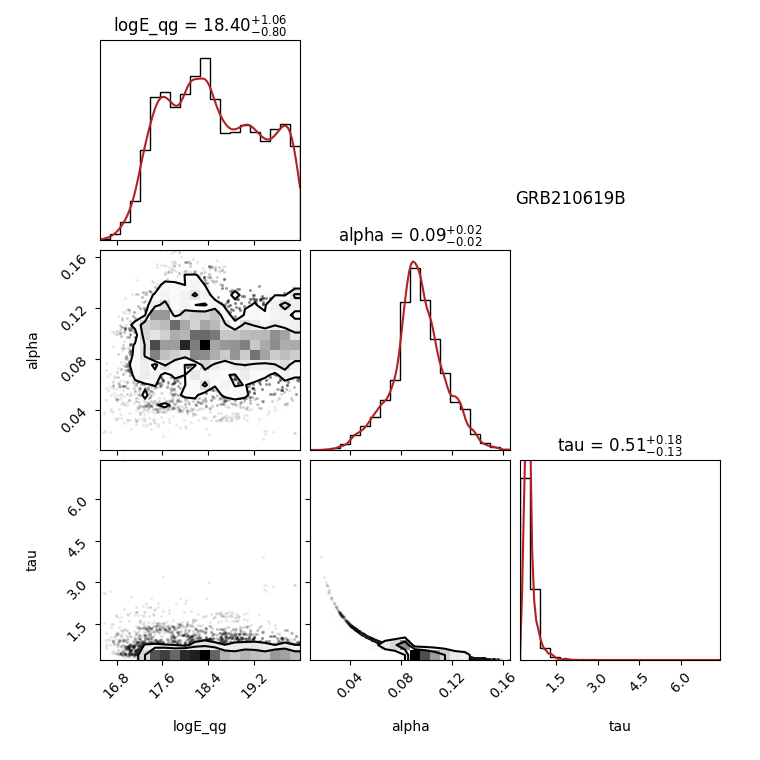 logE_qg = 18.40+1.06−0.80
GRB210619B
alpha = 0.09+0.02−0.02
0.16
0.12
0.08
0.04
alpha
tau = 0.51+0.18−0.13
6.0
4.5
3.0
1.5
tau
16.8 17.6 18.4 19.2
0.04 0.08 0.12 0.16
1.5 3.0 4.5 6.0
logE_qg alpha tau